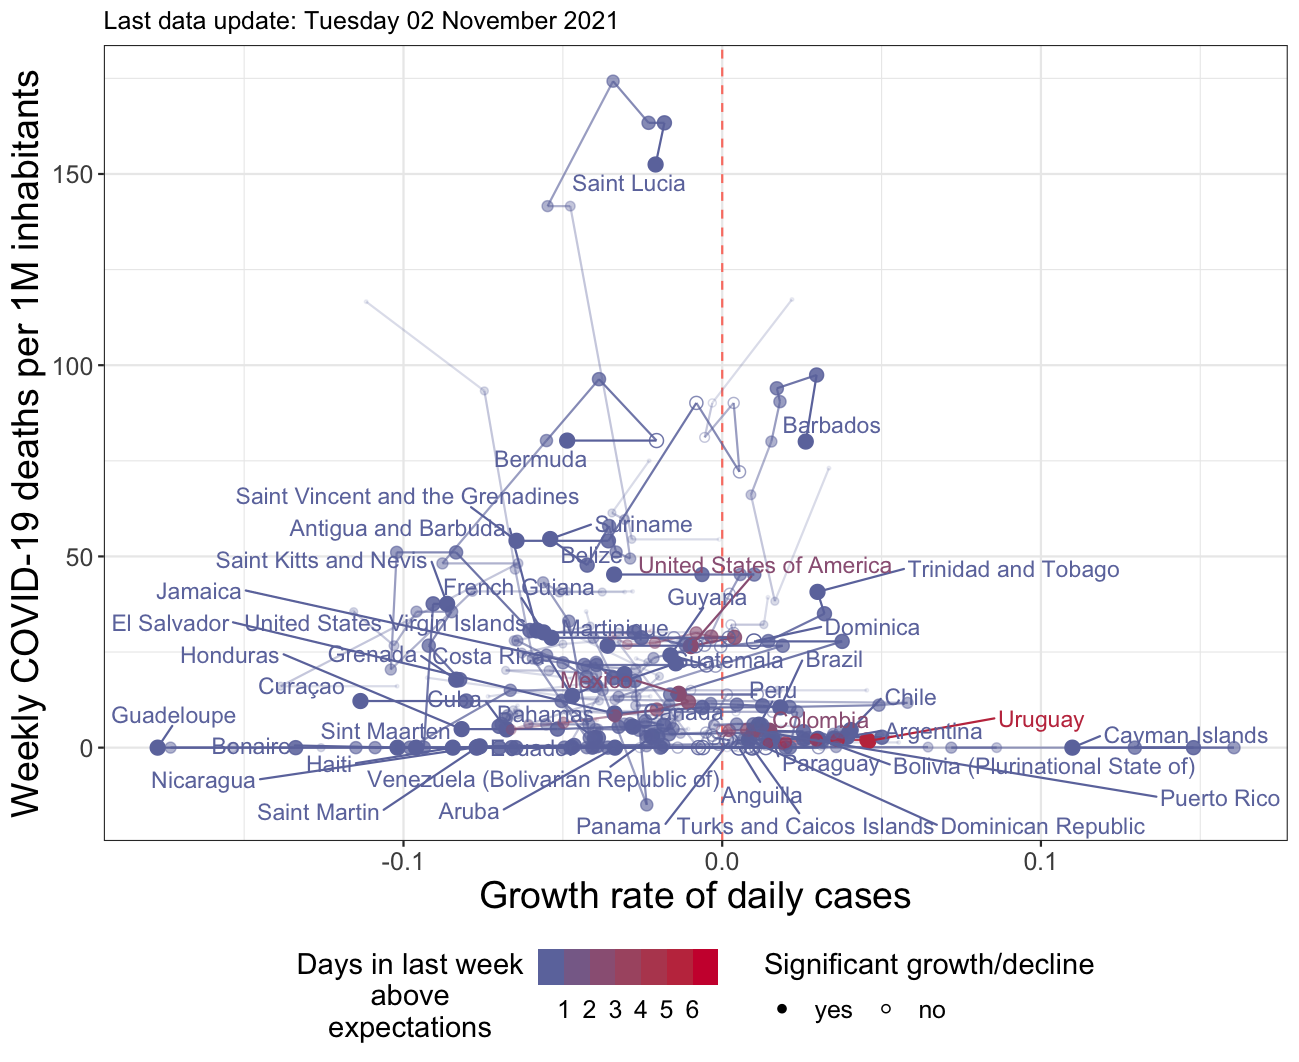 Last data update: Tuesday 02 November 2021
Weekly COVID-19 deaths per 1M inhabitants
150
100
50
0
Saint Lucia
Barbados
Bermuda
Saint Vincent and the Grenadines
Antigua and Barbuda
Suriname
Saint Kitts and Nevis
Belize
United States of America
Trinidad and Tobago
Jamaica
French Guiana
Guyana
El Salvador
United States Virgin Islands
Martinique
Dominica
Honduras
Grenada
Costa Rica
Guatemala
Brazil
Curaçao
Mexico
Cuba
Peru
Chile
Guadeloupe
Bahamas
Canada
Colombia
Uruguay
Sint Maarten
Argentina
Cayman Islands
Bonaire
Ecuador
Haiti
Paraguay
Bolivia (Plurinational State of)
Nicaragua
Venezuela (Bolivarian Republic of)
Anguilla
Puerto Rico
Saint Martin
Aruba
Panama
Turks and Caicos Islands
Dominican Republic
-0.1
0.0
0.1
Growth rate of daily cases
Days in last week
above
expectations
1 2 3 4 5 6
Significant growth/decline
yes
no